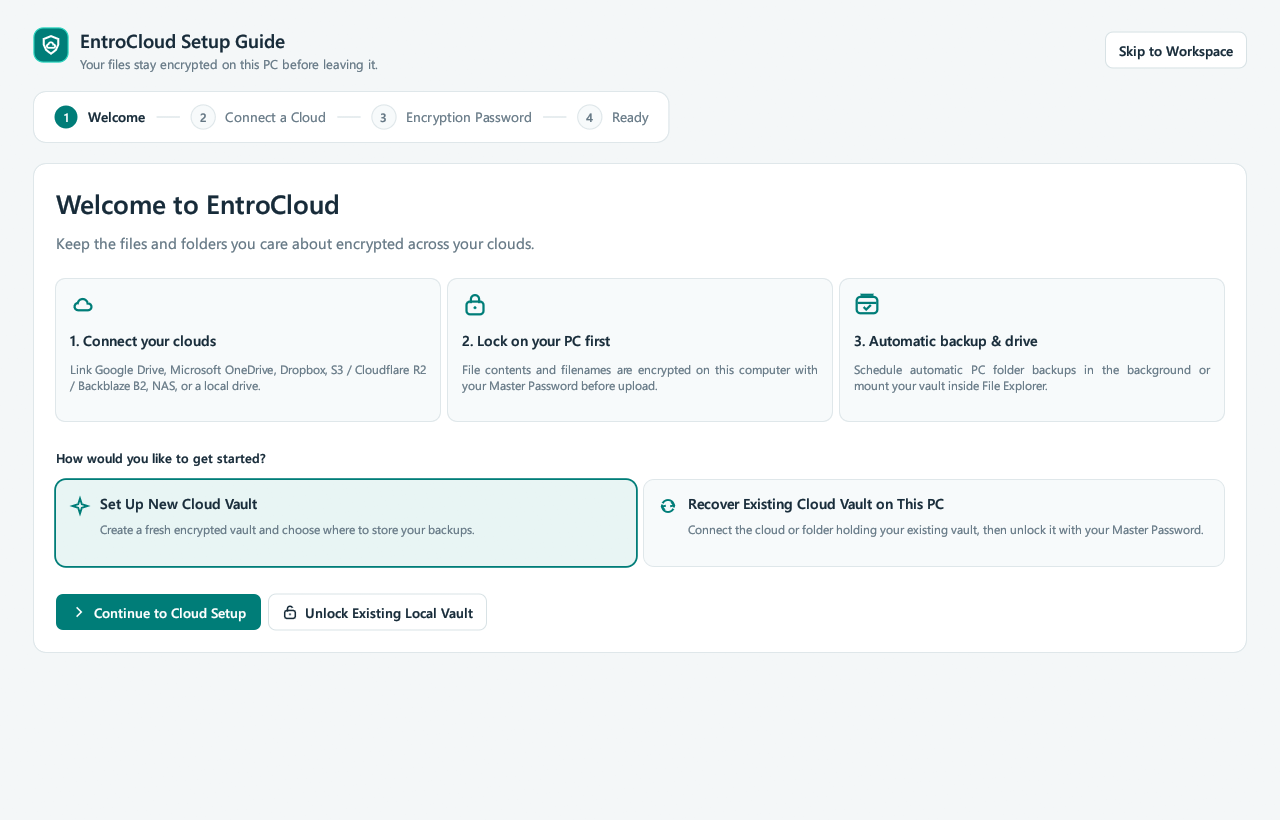 EntroCloud Setup Guide
Your files stay encrypted on this PC before leaving it.
Skip to Workspace
1 Welcome
2 Connect a Cloud
3 Encryption Password
4 Ready
Welcome to EntroCloud
Keep the files and folders you care about encrypted across your clouds.
1. Connect your clouds
Link Google Drive, Microsoft OneDrive, Dropbox, S3 / Cloudflare R2
/ Backblaze B2, NAS, or a local drive.
2. Lock on your PC first
File contents and filenames are encrypted on this computer with
your Master Password before upload.
3. Automatic backup & drive
Schedule automatic PC folder backups in the background or
mount your vault inside File Explorer.
How would you like to get started?
Set Up New Cloud Vault
Create a fresh encrypted vault and choose where to store your backups.
Recover Existing Cloud Vault on This PC
Connect the cloud or folder holding your existing vault, then unlock it with your Master Password.
Continue to Cloud Setup
Unlock Existing Local Vault